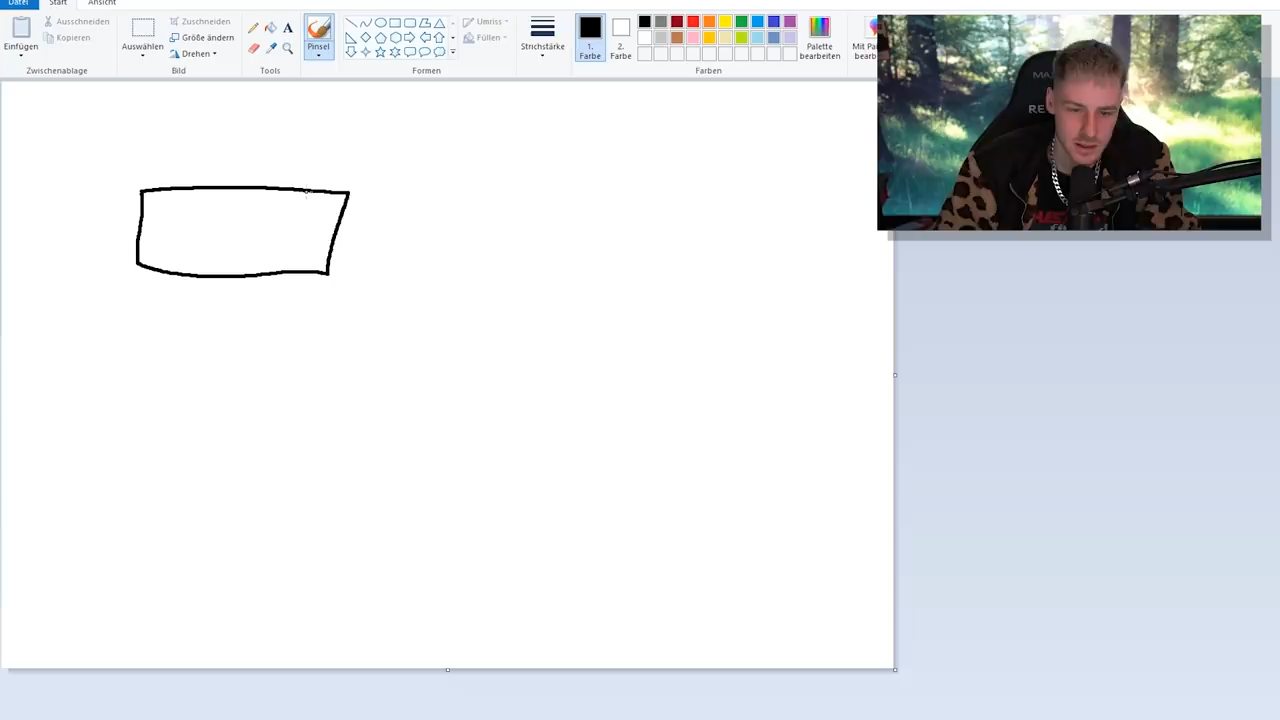 Datei Start Ansicht
Einfügen
Ausschneiden
Kopieren
Zwischenablage
Auswählen
Zuschneiden
Größe ändern
Drehen
Bild
A
Tools
Pinsel
Umriss
Füllen
Formen
Strichstärke
1. Farbe
2. Farbe
Palette bearbeiten
Farben
RE